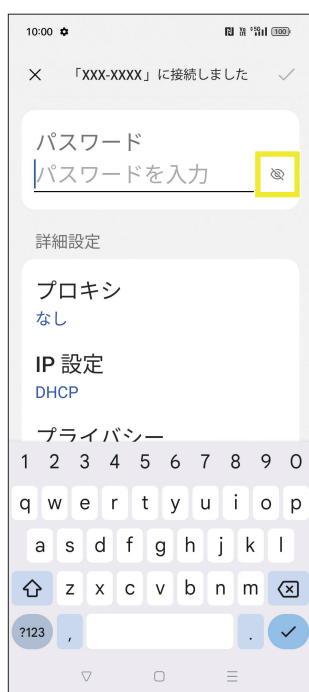 10:00
100
「XXX-XXXX」に接続しました
パスワード
パスワードを入力
詳細設定
プロキシ
なし
IP 設定
DHCP
プライバシー
1 2 3 4 5 6 7 8 9 0
q w e r t y u i o p
a s d f g h j k l
z x c v b n m
?123 , .